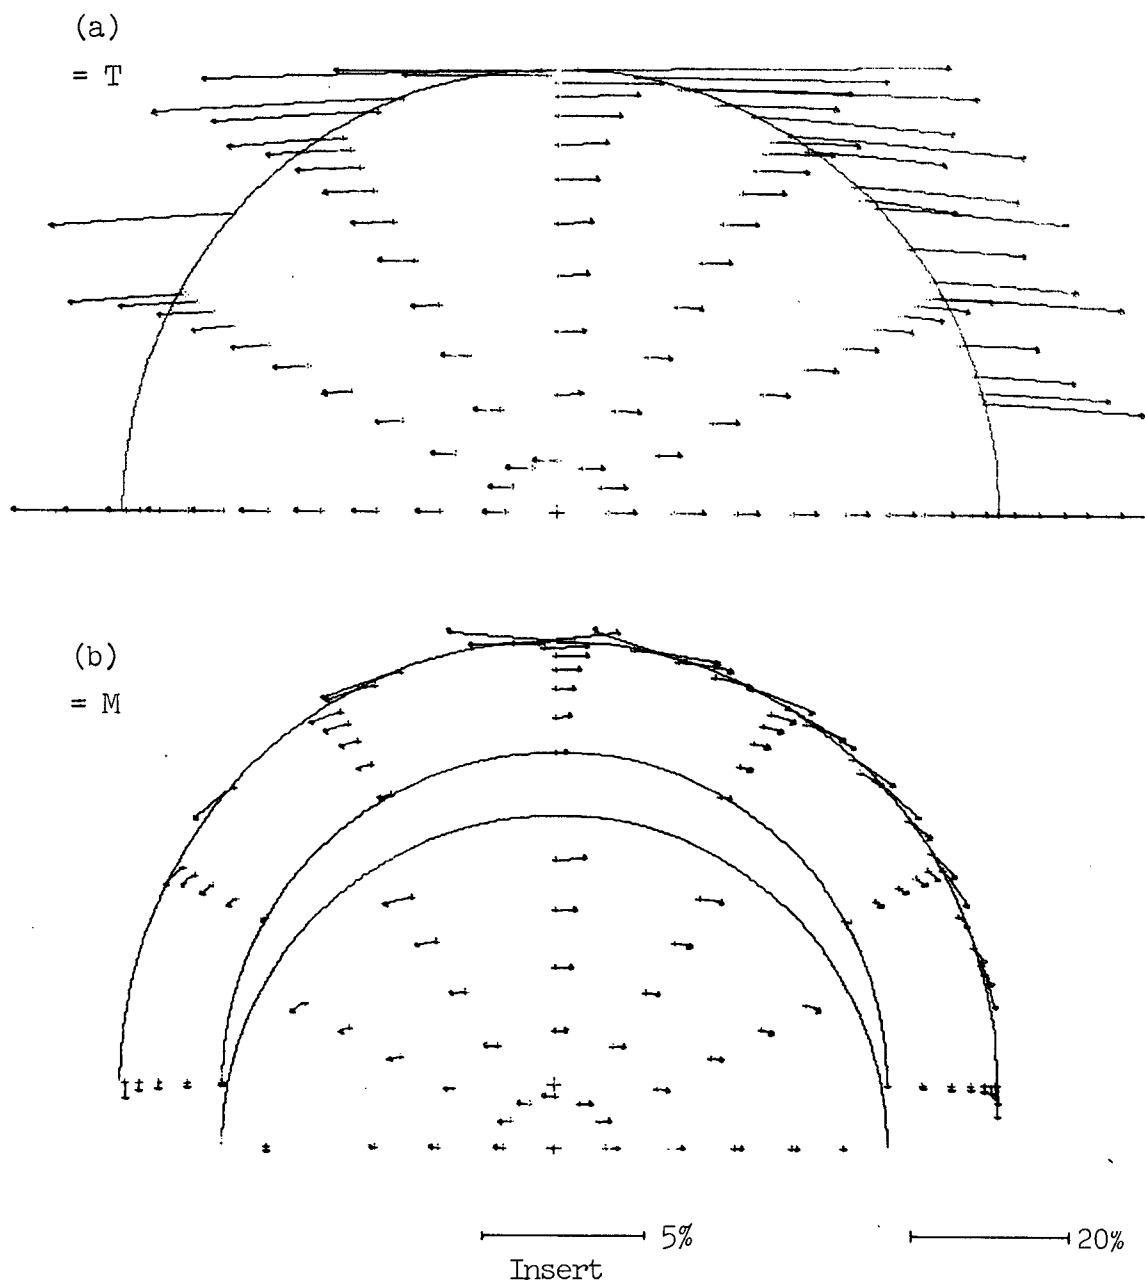 (a)
= T
(b)
= M
5%
20%
Insert